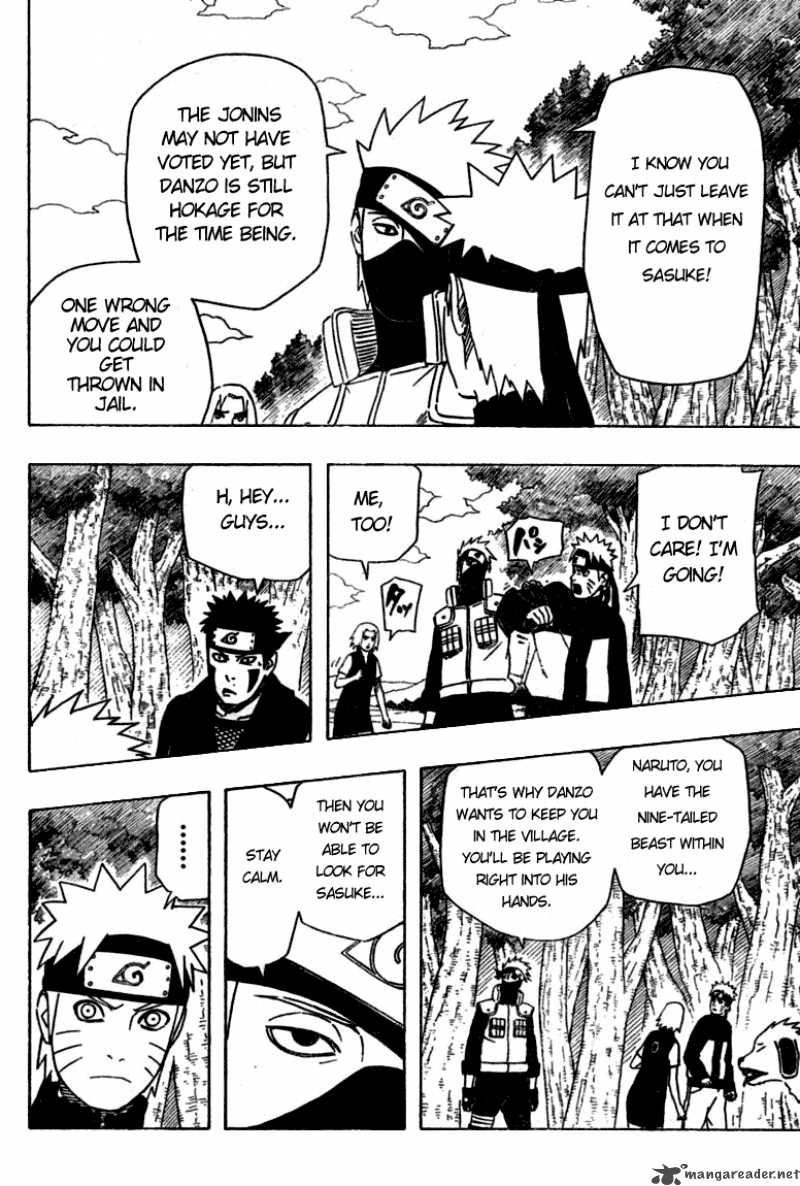 I KNOW YOU
CAN'T JUST LEAVE
IT AT THAT WHEN
IT COMES TO
SASUKE!
THE JONINS
MAY NOT HAVE
VOTED YET, BUT
DANZO IS STILL
HOKAGE FOR
THE TIME BEING.
ONE WRONG
MOVE AND
YOU COULD
GET
THROWN IN
JAIL.
I DON'T
CARE! I'M
GOING!
パシ
ME,
TOO!
タッ
H, HEY...
GUYS...
NARUTO, YOU
HAVE THE
NINE-TAILED
BEAST WITHIN
YOU...
THAT'S WHY DANZO
WANTS TO KEEP YOU
IN THE VILLAGE.
YOU'LL BE PLAYING
RIGHT INTO HIS
HANDS.
THEN YOU
WON'T BE
ABLE TO
LOOK FOR
SASUKE...
STAY
CALM.
......
mangareader.net